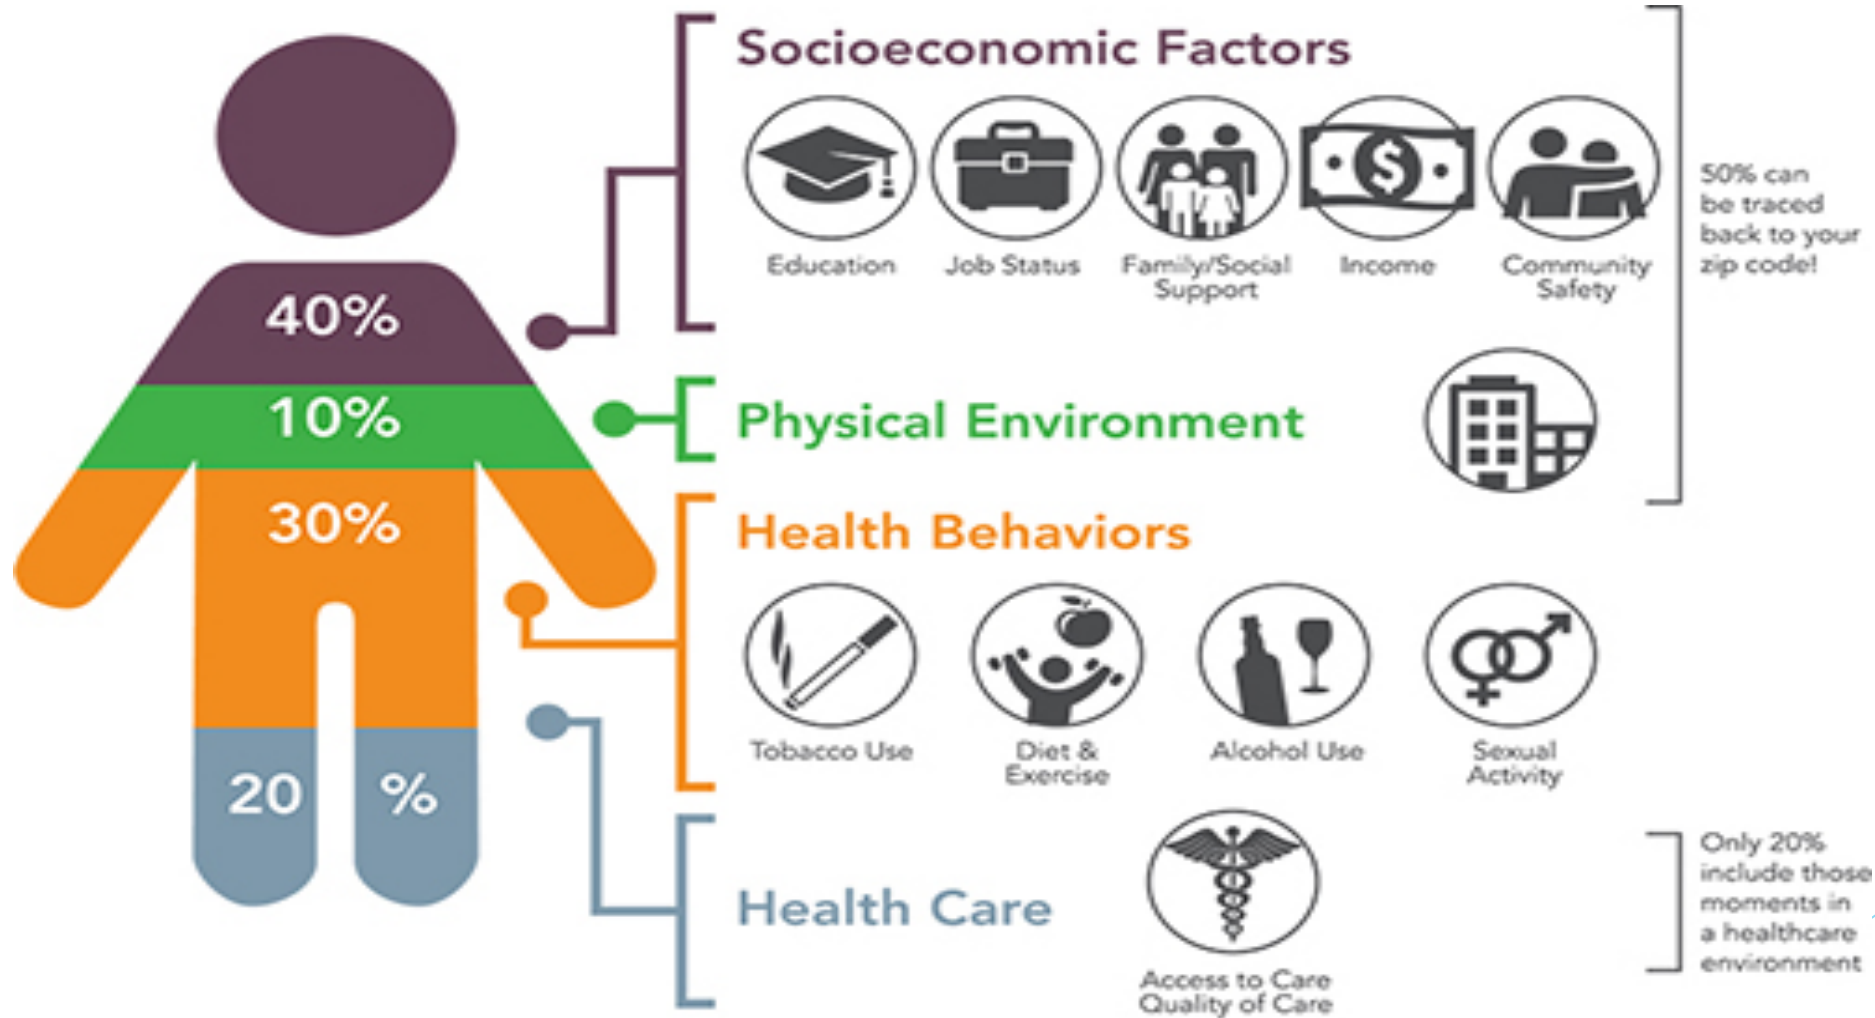 Socioeconomic Factors
Education
Job Status
Family/Social
Support
Income
Community
Safety
50% can
be traced
back to your
zip code!
40%
10%
Physical Environment
30%
Health Behaviors
Tobacco Use
Diet &
Exercise
Alcohol Use
Sexual
Activity
20 %
Health Care
Access to Care
Quality of Care
Only 20%
include those
moments in
a healthcare
environment